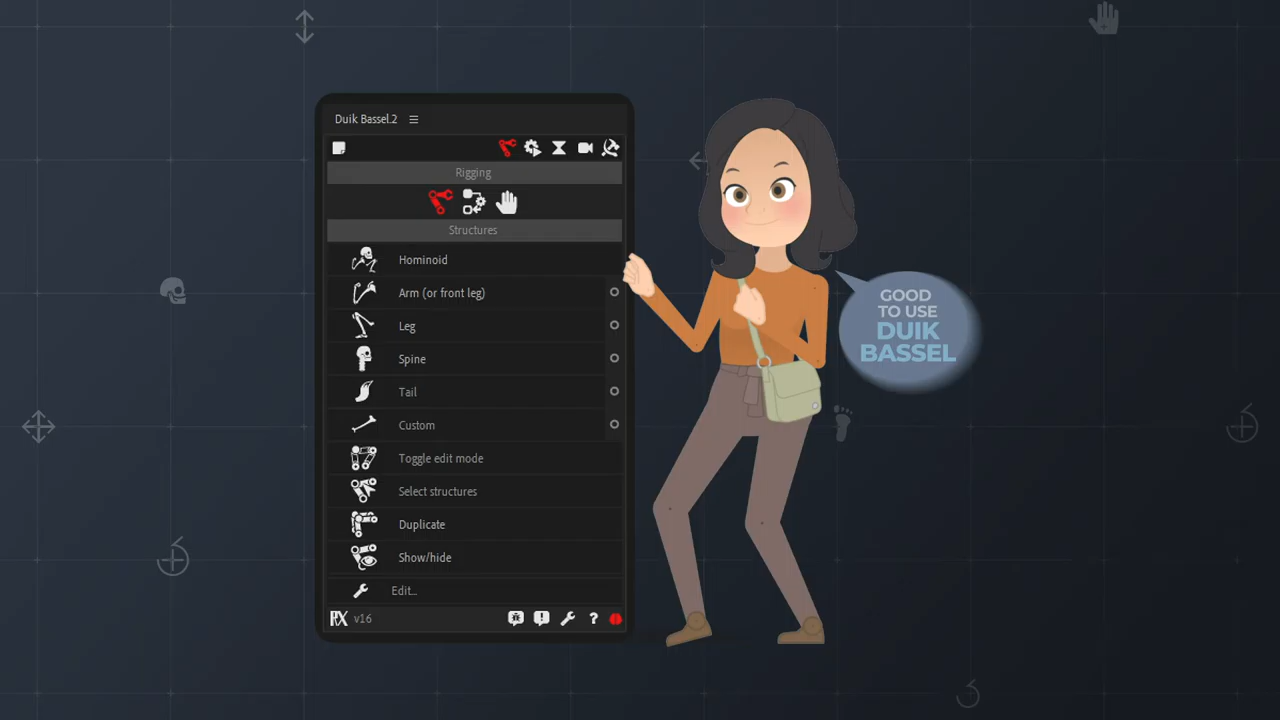 Duik Bassel.2
Rigging
Structures
Hominoid
Arm (or front leg)
Leg
Spine
Tail
Custom
Toggle edit mode
Select structures
Duplicate
Show/hide
Edit...
v16
?
GOOD
TO USE
DUIK
BASSEL